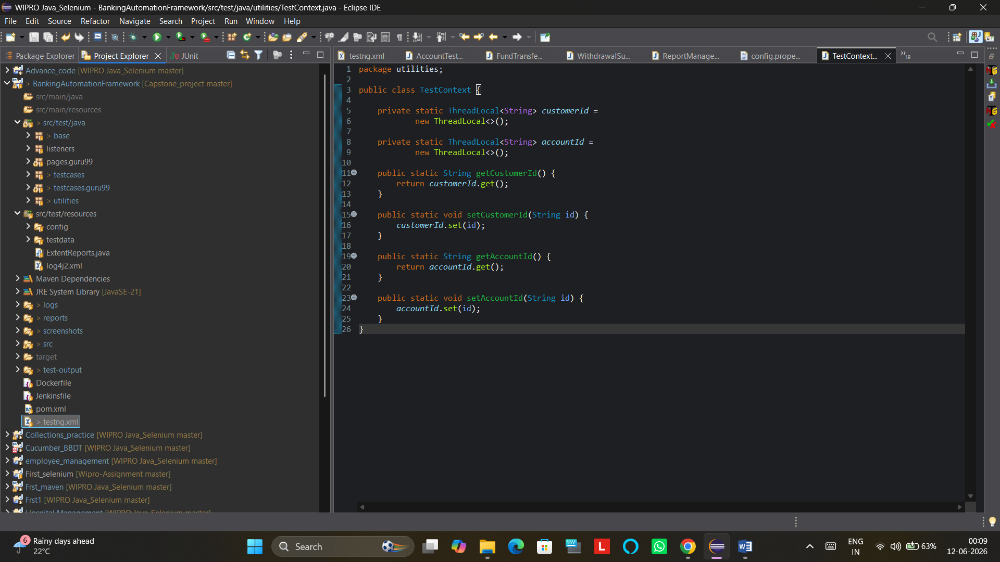 WIPRO Java_Selenium - BankingAutomationFramework/src/test/java/utilities/TestContext.java - Eclipse IDE
File Edit Source Refactor Navigate Search Project Run Window Help
Package Explorer Project Explorer JUnit
testng.xml AccountTest... FundTransfe... WithdrawalSu... ReportManage... config.prope... TestContext... »19
Advance_code [WIPRO Java_Selenium master]
> BankingAutomationFramework [Capstone_project master]
src/main/java
src/main/resources
> src/test/java
> base
listeners
pages.guru99
> testcases
> testcases.guru99
> utilities
src/test/resources
config
testdata
ExtentReports.java
log4j2.xml
Maven Dependencies
JRE System Library [JavaSE-21]
> logs
> reports
> screenshots
> src
target
> test-output
Dockerfile
Jenkinsfile
pom.xml
> testng.xml
Collections_practice [WIPRO Java_Selenium master]
Cucumber_BBDT [WIPRO Java_Selenium master]
employee_management [WIPRO Java_Selenium master]
First_selenium [Wipro-Assignment master]
Frst_maven [WIPRO Java_Selenium master]
Frst1 [WIPRO Java_Selenium master]
Hospital_Management [WIPRO Java_Selenium master]
1 package utilities;
2
3 public class TestContext {
4
5 private static ThreadLocal<String> customerId =
6 new ThreadLocal<>();
7
8 private static ThreadLocal<String> accountId =
9 new ThreadLocal<>();
10
11 public static String getCustomerId() {
12 return customerId.get();
13 }
14
15 public static void setCustomerId(String id) {
16 customerId.set(id);
17 }
18
19 public static String getAccountId() {
20 return accountId.get();
21 }
22
23 public static void setAccountId(String id) {
24 accountId.set(id);
25 }
26 }
6 Rainy days ahead
22°C
Search
ENG
IN
63%
00:09
12-06-2026